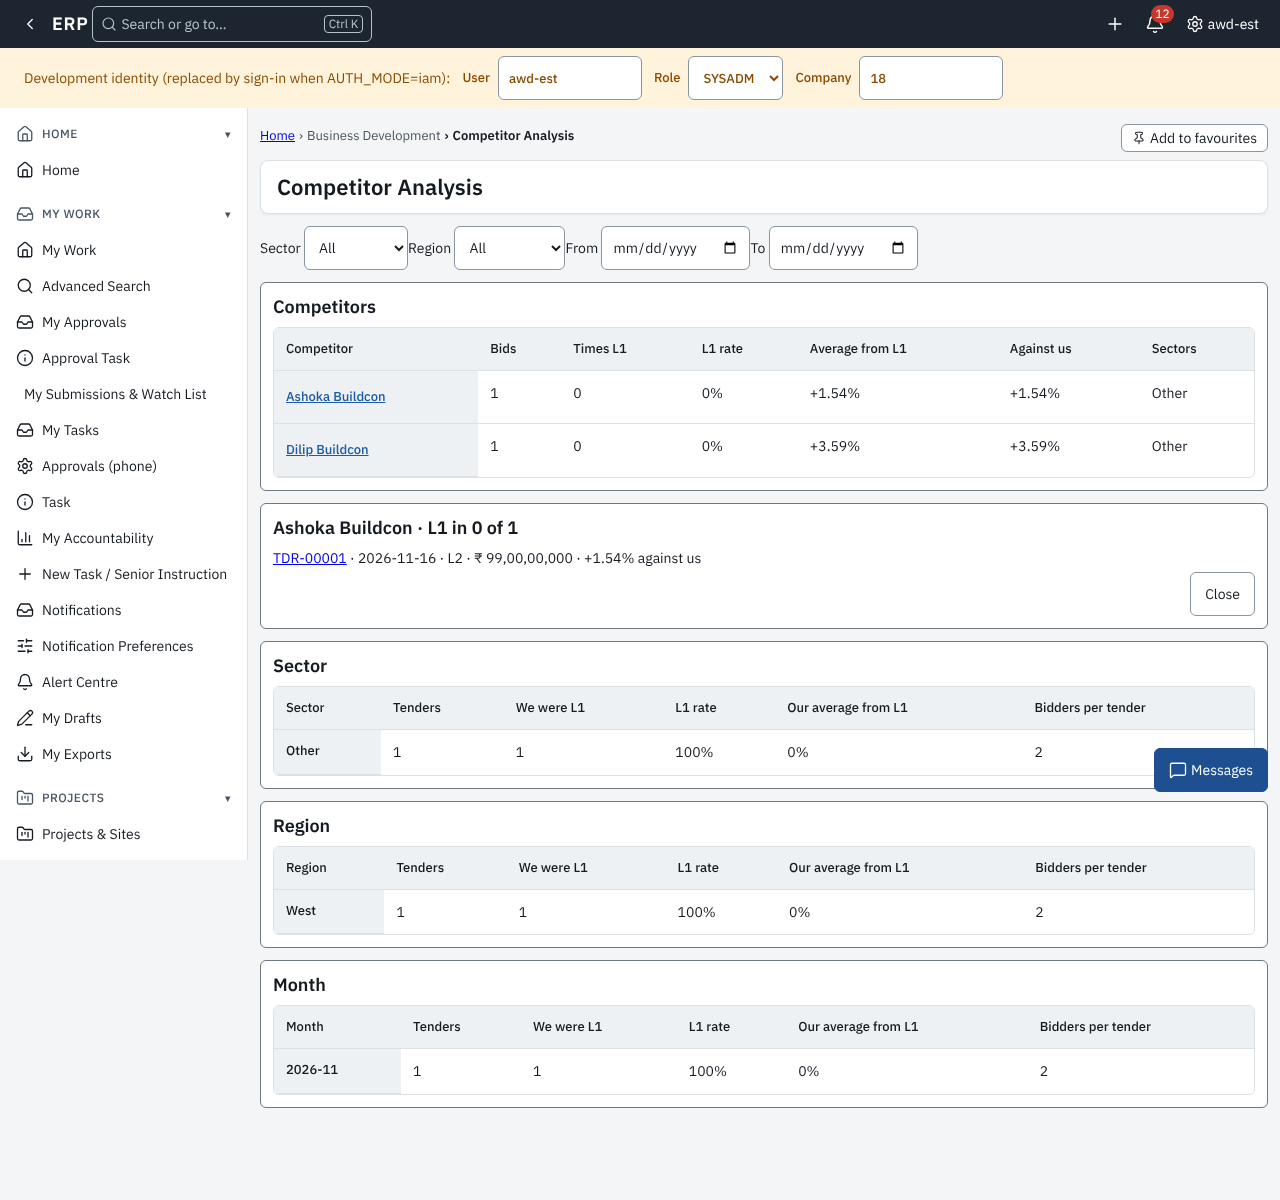 ERP Search or go to... Ctrl K 12 awd-est
Development identity (replaced by sign-in when AUTH_MODE=iam): User awd-est Role SYSADM Company 18
HOME
Home
MY WORK
My Work
Advanced Search
My Approvals
Approval Task
My Submissions & Watch List
My Tasks
Approvals (phone)
Task
My Accountability
New Task / Senior Instruction
Notifications
Notification Preferences
Alert Centre
My Drafts
My Exports
PROJECTS
Projects & Sites
Home › Business Development › Competitor Analysis
Add to favourites
Competitor Analysis
Sector All Region All From mm/dd/yyyy To mm/dd/yyyy
Competitors
Competitor Bids Times L1 L1 rate Average from L1 Against us Sectors
Ashoka Buildcon 1 0 0% +1.54% +1.54% Other
Dilip Buildcon 1 0 0% +3.59% +3.59% Other
Ashoka Buildcon · L1 in 0 of 1
TDR-00001 · 2026-11-16 · L2 · ₹ 99,00,00,000 · +1.54% against us
Close
Sector
Sector Tenders We were L1 L1 rate Our average from L1 Bidders per tender
Other 1 1 100% 0% 2
Messages
Region
Region Tenders We were L1 L1 rate Our average from L1 Bidders per tender
West 1 1 100% 0% 2
Month
Month Tenders We were L1 L1 rate Our average from L1 Bidders per tender
2026-11 1 1 100% 0% 2